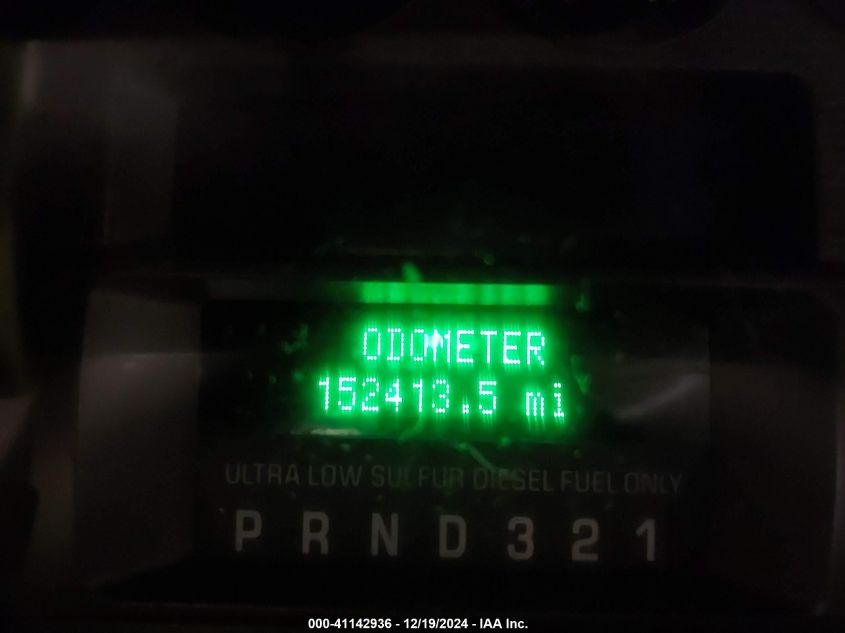 ODOMETER
152413.5 mi
ULTRA LOW SULFUR DIESEL FUEL ONLY
P R N D 3 2 1
000-41142936 - 12/19/2024 - IAA Inc.